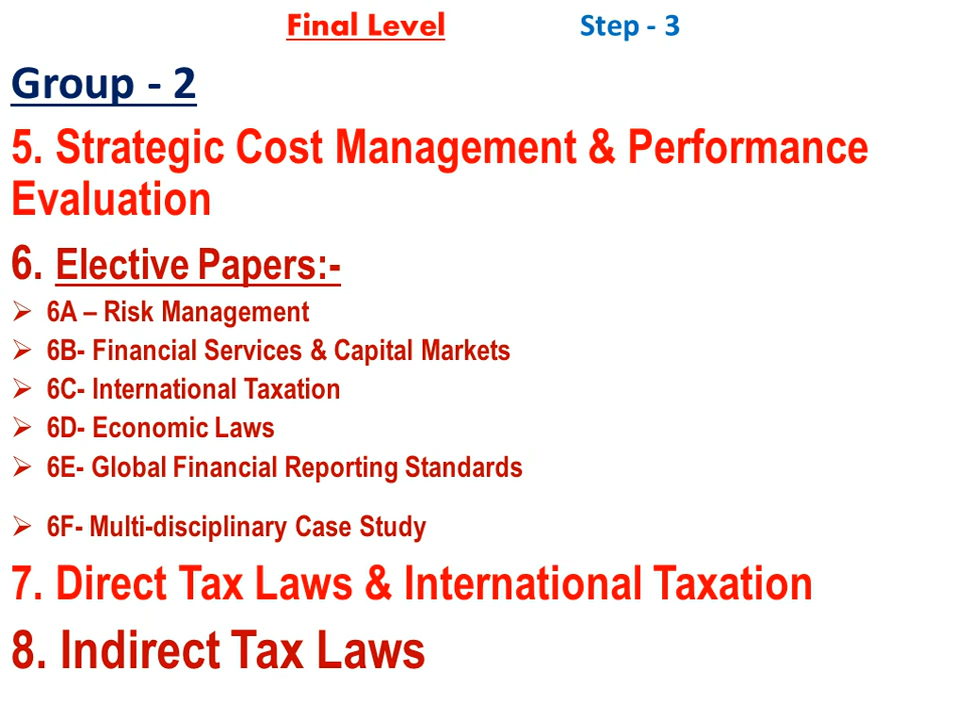 Final Level Step - 3
Group - 2
5. Strategic Cost Management & Performance
Evaluation
6. Elective Papers:-
➢ 6A – Risk Management
➢ 6B- Financial Services & Capital Markets
➢ 6C- International Taxation
➢ 6D- Economic Laws
➢ 6E- Global Financial Reporting Standards
➢ 6F- Multi-disciplinary Case Study
7. Direct Tax Laws & International Taxation
8. Indirect Tax Laws